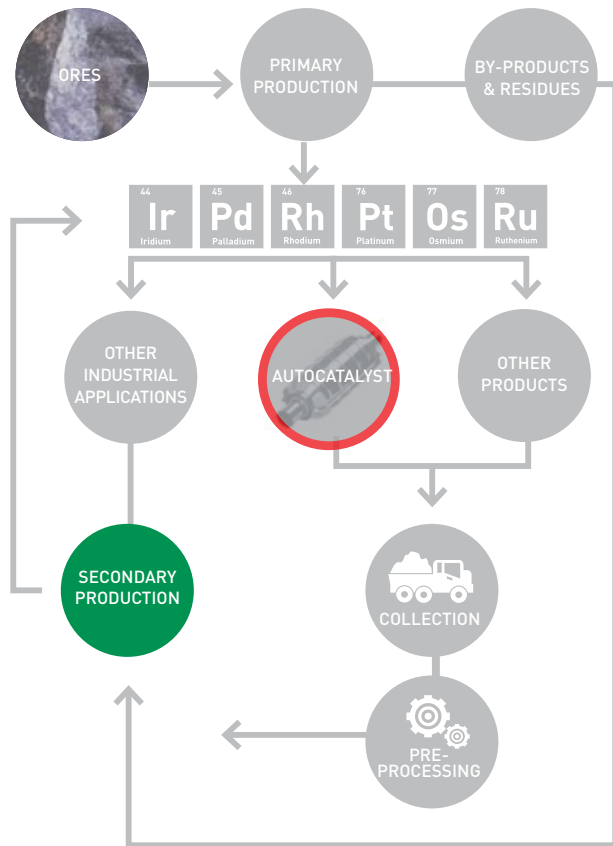 ORES
PRIMARY
PRODUCTION
BY-PRODUCTS
& RESIDUES
44
Ir
Iridium
45
Pd
Palladium
46
Rh
Rhodium
76
Pt
Platinum
77
Os
Osmium
78
Ru
Ruthenium
OTHER
INDUSTRIAL
APPLICATIONS
AUTOCATALYST
OTHER
PRODUCTS
SECONDARY
PRODUCTION
COLLECTION
PRE-
PROCESSING